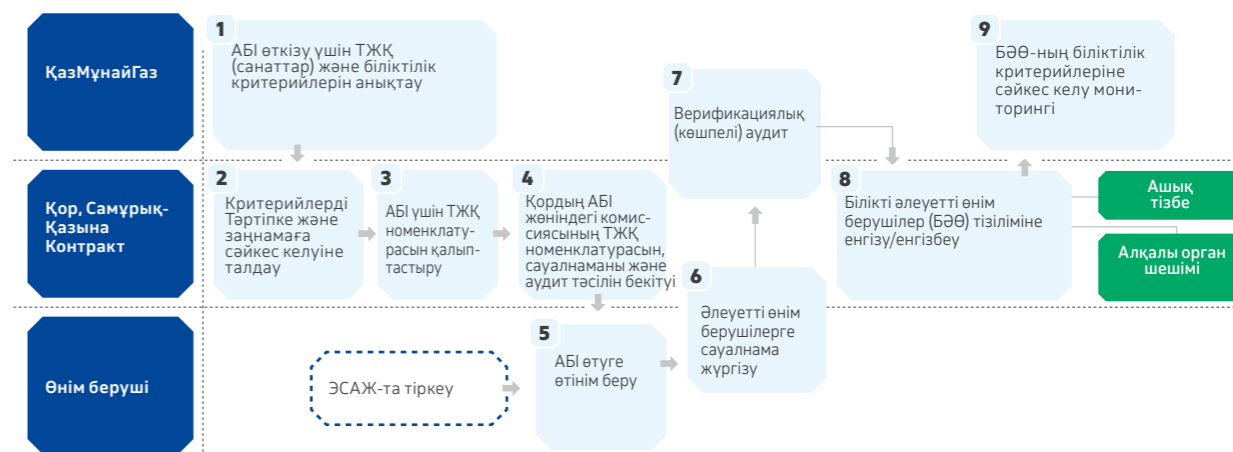 ҚазМұнайГаз
1
АБІ өткізу үшін ТЖҚ
(санаттар) және біліктілік
критерийлерін анықтау
7
Верификациялық
(көшпелі) аудит
9
БӘӨ-ның біліктілік
критерийлеріне
сәйкес келу мони-
торингі
Қор, Самұрық-
Қазына
Контракт
2
Критерийлерді
Тәртіпке және
заңнамаға
сәйкес келуіне
талдау
3
АБІ үшін ТЖҚ
номенклату-
расын қалып-
тастыру
4
Қордың АБІ
жөніндегі комис-
сиясының ТЖҚ
номенклатурасын,
сауалнаманы және
аудит тәсілін бекітуі
8
Білікті әлеуетті өнім
берушілер (БӘӨ) тізіліміне
енгізу/енгізбеу
Ашық
тізбе
Алқалы орган
шешімі
Өнім беруші
ЭСАЖ-та тіркеу
5
АБІ өтуге
өтінім беру
6
Әлеуетті өнім
берушілерге
сауалнама
жүргізу